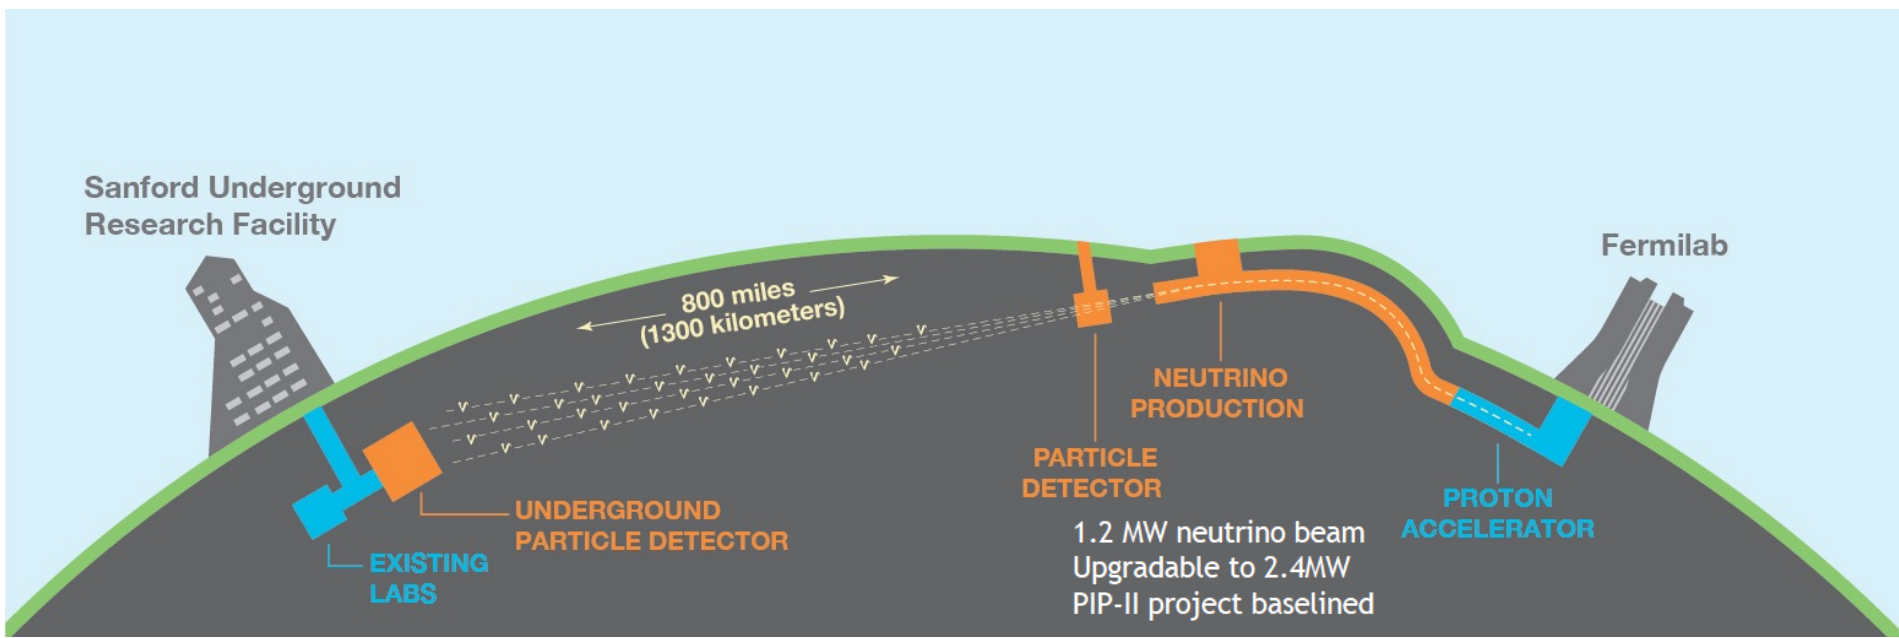 Sanford Underground
Research Facility
Fermilab
800 miles
(1300 kilometers)
NEUTRINO
PRODUCTION
PARTICLE
DETECTOR
PROTON
ACCELERATOR
UNDERGROUND
PARTICLE DETECTOR
EXISTING
LABS
1.2 MW neutrino beam
Upgradable to 2.4MW
PIP-II project baselined